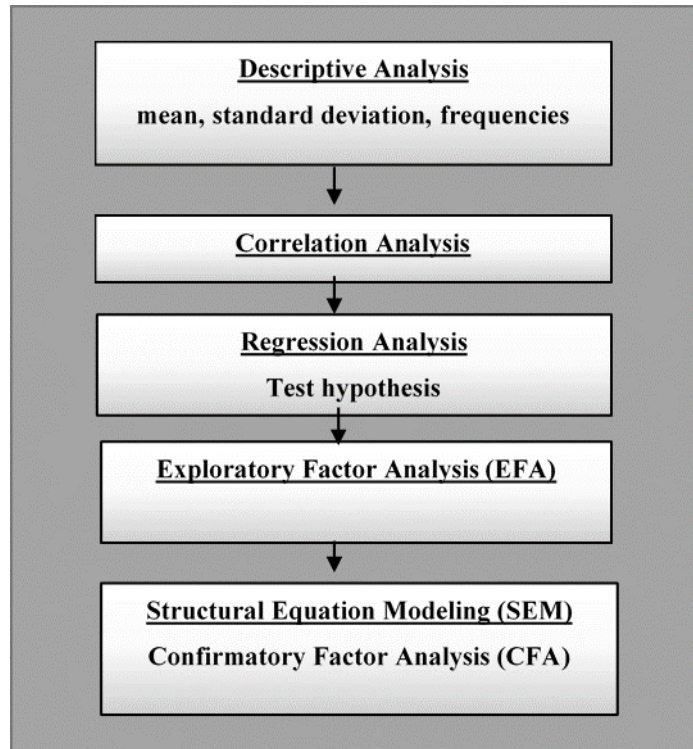 Descriptive Analysis
mean, standard deviation, frequencies
Correlation Analysis
Regression Analysis
Test hypothesis
Exploratory Factor Analysis (EFA)
Structural Equation Modeling (SEM)
Confirmatory Factor Analysis (CFA)